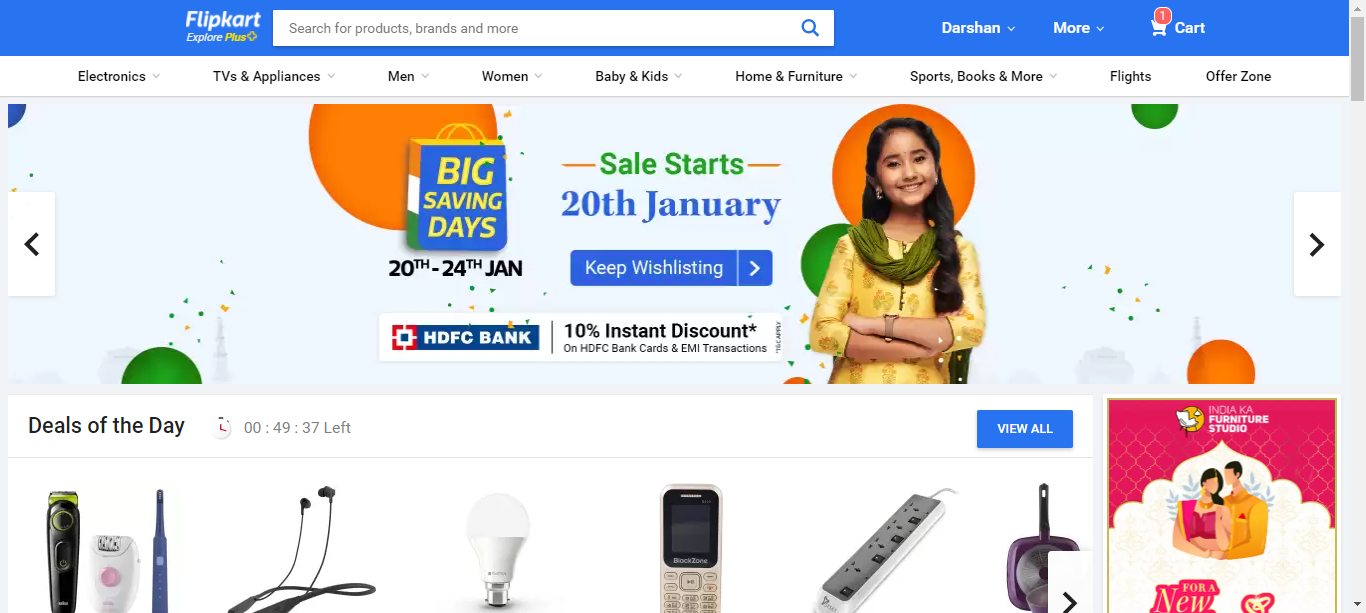 Flipkart
Explore Plus
Search for products, brands and more
Darshan
More
1
Cart
Electronics
TVs & Appliances
Men
Women
Baby & Kids
Home & Furniture
Sports, Books & More
Flights
Offer Zone
BIG
SAVING
DAYS
20TH - 24TH JAN
Sale Starts
20th January
Keep Wishlisting
HDFC BANK
10% Instant Discount*
On HDFC Bank Cards & EMI Transactions
*T&C APPLY
Deals of the Day
00 : 49 : 37 Left
VIEW ALL
BlackZone
INDIA KA
FURNITURE
STUDIO
FOR A
New